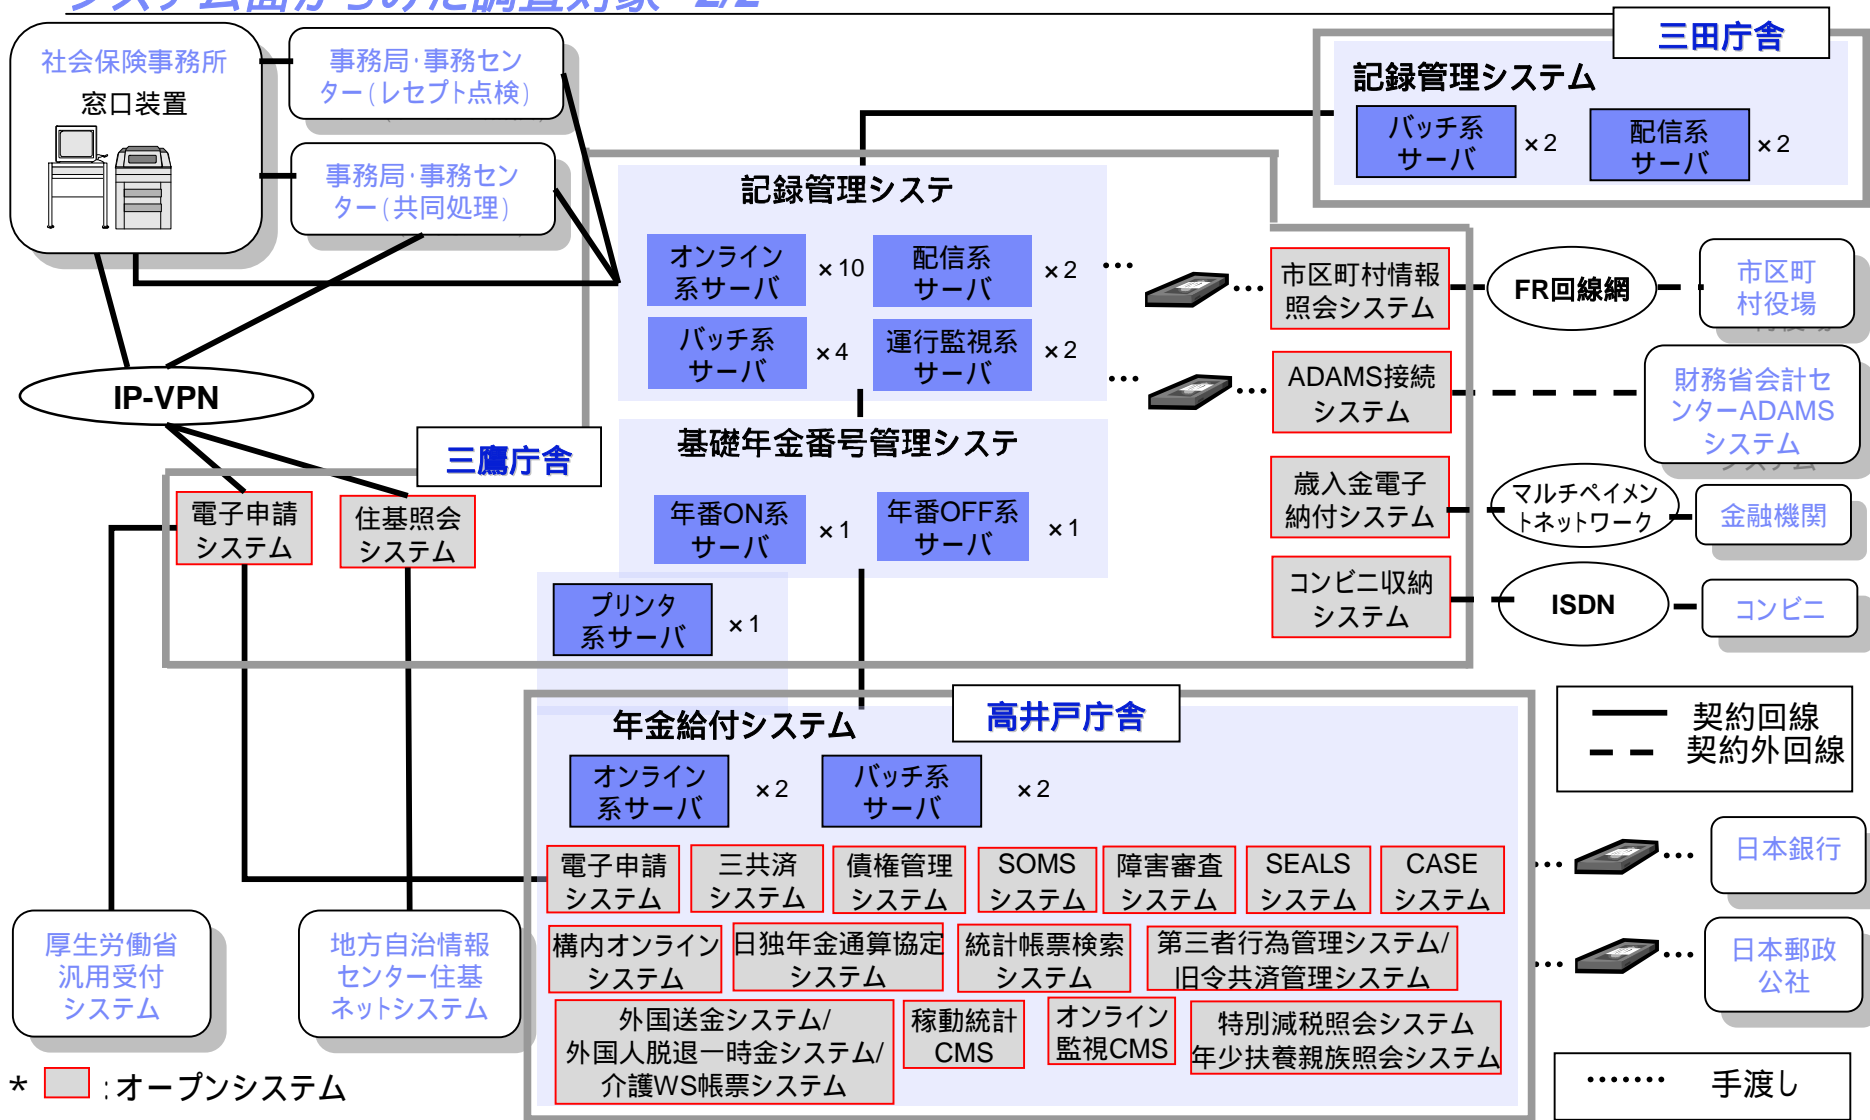 システム面からみた調査対象 2/2
社会保険事務所
窓口装置
事務局・事務セン
ター(レセプト点検)
事務局・事務セン
ター(共同処理)
IP-VPN
三田庁舎
記録管理システム
バッチ系
サーバ
×2
配信系
サーバ
×2
記録管理システ
オンライン
系サーバ
×10
配信系
サーバ
×2
バッチ系
サーバ
×4
運行監視系
サーバ
×2
市区町村情報
照会システム
FR回線網
市区町
村役場
ADAMS接続
システム
財務省会計セ
ンターADAMS
システム
歳入金電子
納付システム
マルチペイメン
トネットワーク
金融機関
コンビニ収納
システム
ISDN
コンビニ
三鷹庁舎
基礎年金番号管理システ
年番ON系
サーバ
×1
年番OFF系
サーバ
×1
電子申請
システム
住基照会
システム
プリンタ
系サーバ
×1
高井戸庁舎
年金給付システム
オンライン
系サーバ
×2
バッチ系
サーバ
×2
契約回線
契約外回線
電子申請
システム
三共済
システム
債権管理
システム
SOMS
システム
障害審査
システム
SEALS
システム
CASE
システム
日本銀行
構内オンライン
システム
日独年金通算協定
システム
統計帳票検索
システム
第三者行為管理システム/
旧令共済管理システム
日本郵政
公社
外国送金システム/
外国人脱退一時金システム/
介護WS帳票システム
稼動統計
CMS
オンライン
監視CMS
特別減税照会システム
年少扶養親族照会システム
厚生労働省
汎用受付
システム
地方自治情報
センター住基
ネットシステム
* :オープンシステム
手渡し